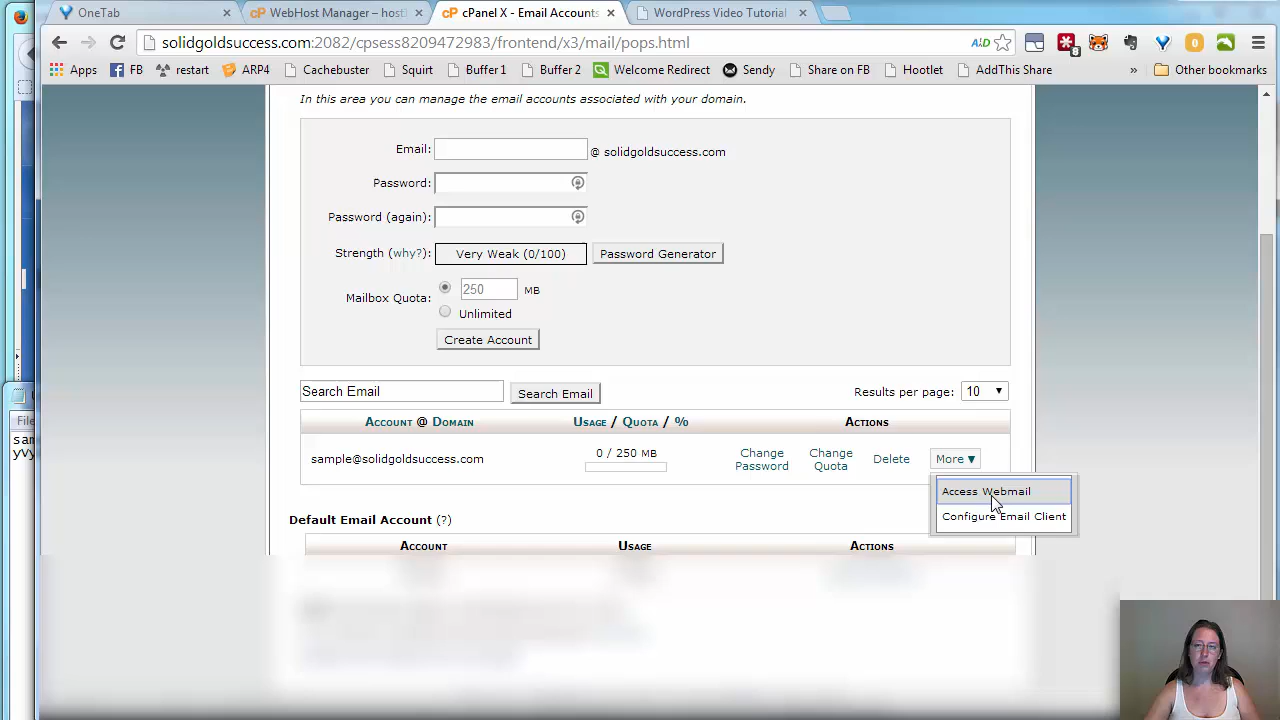 OneTab
WebHost Manager – host
cPanel X - Email Accounts
WordPress Video Tutorial
solidgoldsuccess.com:2082/cpsess8209472983/frontend/x3/mail/pops.html
Apps FB restart ARP4 Cachebuster Squirt Buffer1 Buffer 2 Welcome Redirect Sendy Share on FB Hootlet AddThis Share » Other bookmarks
In this area you can manage the email accounts associated with your domain.
Email: @ solidgoldsuccess.com
Password:
Password (again):
Strength (why?): Very Weak (0/100) Password Generator
Mailbox Quota: 250 MB
Unlimited
Create Account
Search Email Search Email Results per page: 10
Account @ Domain Usage / Quota / % Actions
sample@solidgoldsuccess.com 0 / 250 MB Change Password Change Quota Delete More ▼
Access Webmail
Configure Email Client
Default Email Account (?)
Account Usage Actions
File